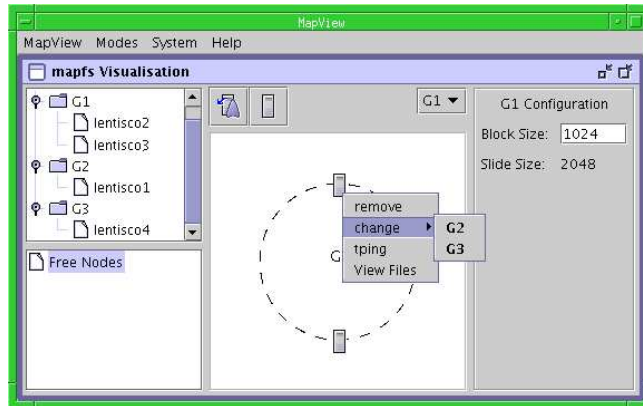 MapView
MapView Modes System Help
mapfs Visualisation
G1
lentisco2
lentisco3
G2
lentisco1
G3
lentisco4
Free Nodes
G1
G
remove
change
tping
View Files
G2
G3
G1 Configuration
Block Size: 1024
Slide Size: 2048